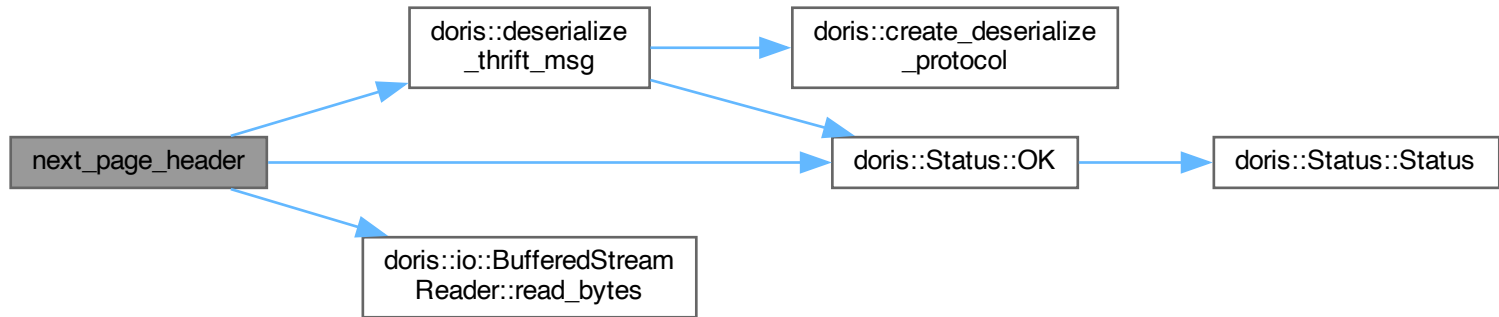 doris::deserialize
_thrift_msg
doris::create_deserialize
_protocol
next_page_header
doris::Status::OK
doris::Status::Status
doris::io::BufferedStream
Reader::read_bytes